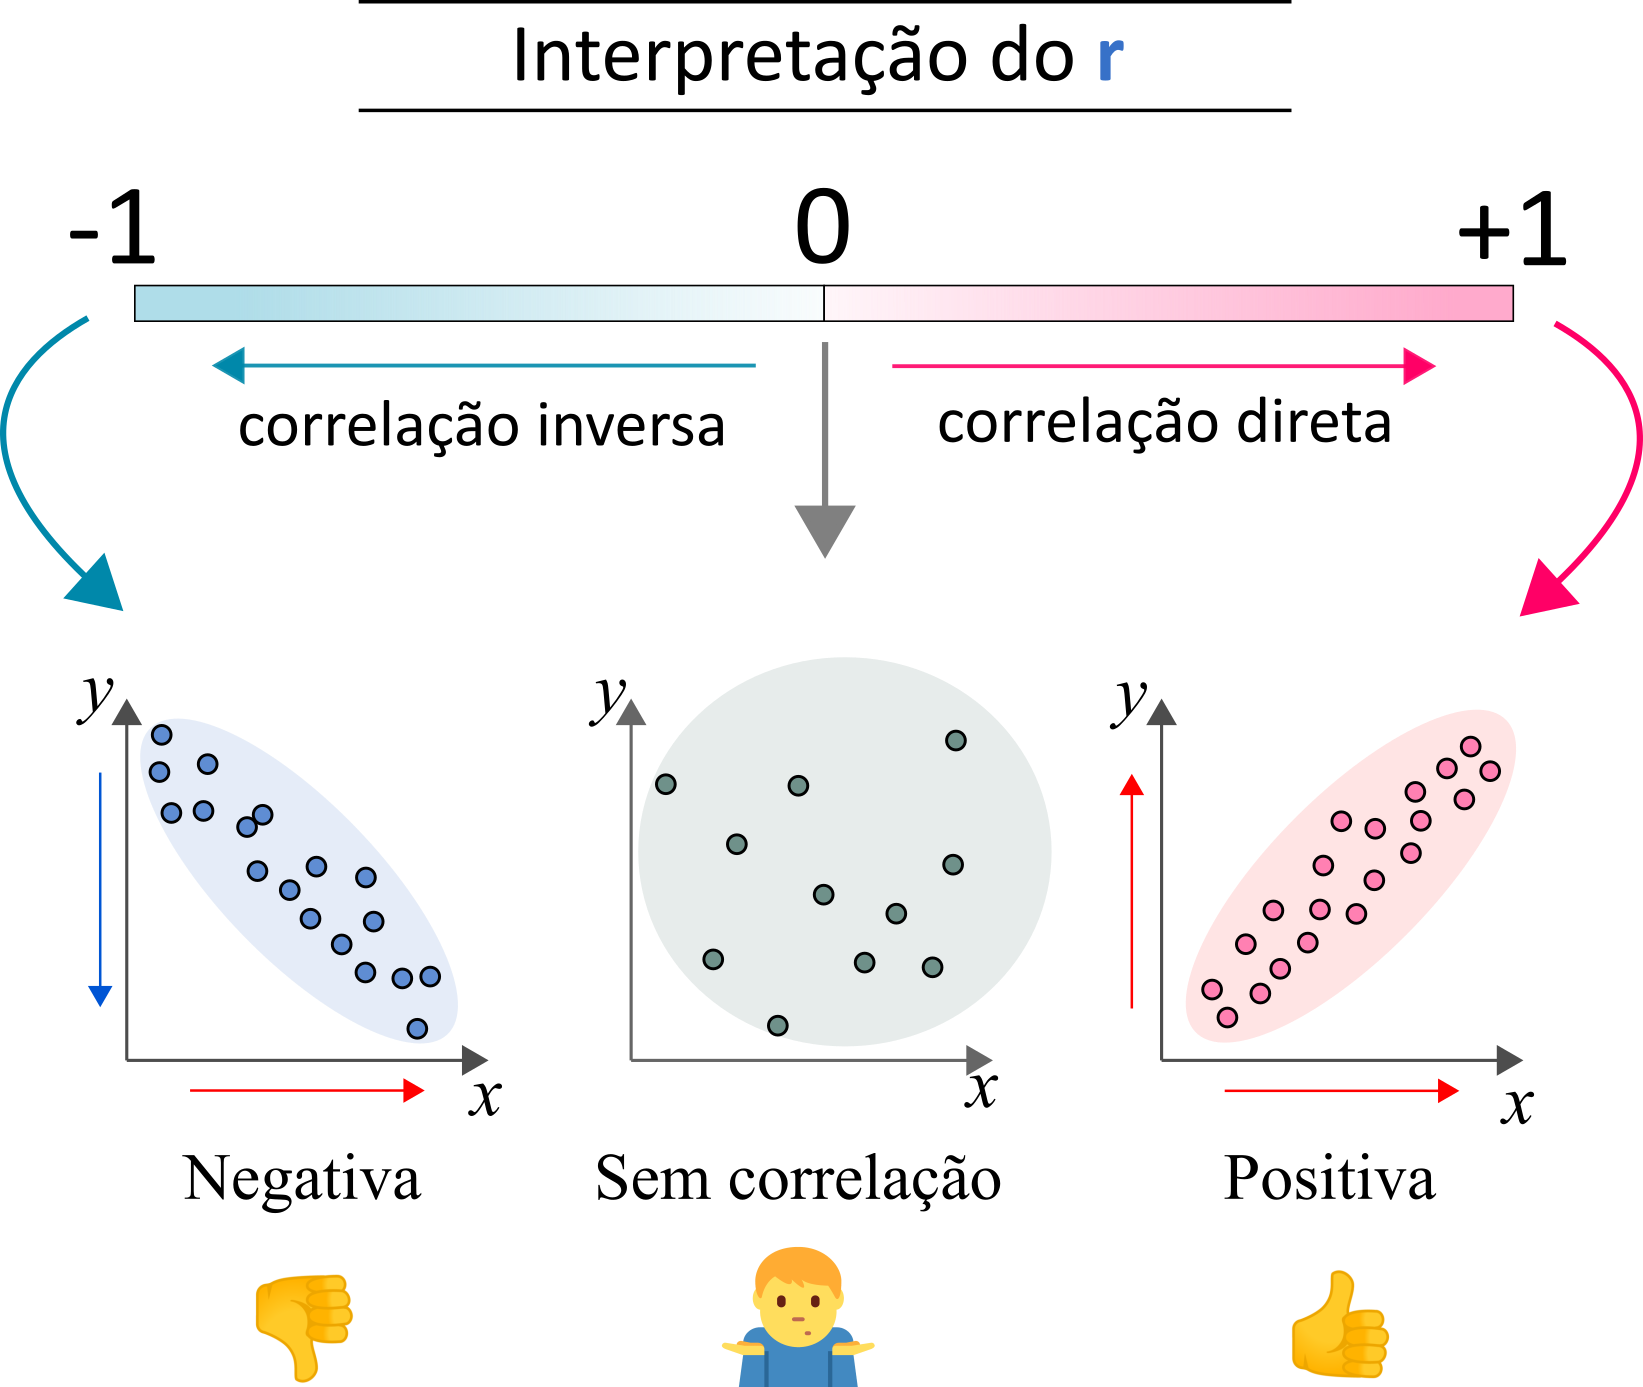 Interpretação do r
-1 0 +1
correlação inversa
correlação direta
y
y
y
x
x
x
Negativa
Sem correlação
Positiva